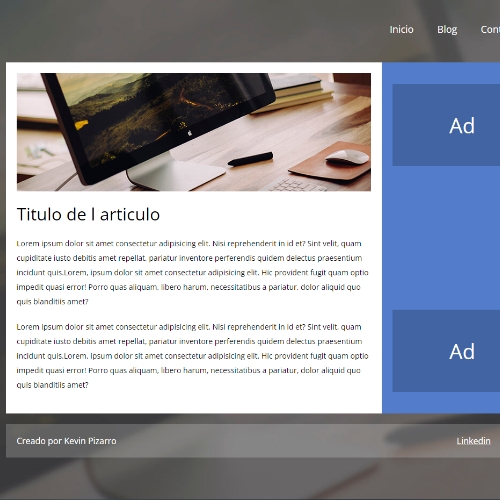 Inicio Blog
Titulo de l articulo
Lorem ipsum dolor sit amet consectetur adipisicing elit. Nisi reprehenderit in id et? Sint velit, quam
cupiditate iusto debitis amet repellat, pariatur inventore perferendis quidem delectus praesentium
incidunt quis.Lorem, ipsum dolor sit amet consectetur adipisicing elit. Hic provident fugit quam optio
impedit quasi error! Porro quas aliquam, libero harum, necessitatibus a pariatur, dolor aliquid quo
quis blanditiis amet?
Lorem ipsum dolor sit amet consectetur adipisicing elit. Nisi reprehenderit in id et? Sint velit, quam
cupiditate iusto debitis amet repellat, pariatur inventore perferendis quidem delectus praesentium
incidunt quis.Lorem, ipsum dolor sit amet consectetur adipisicing elit. Hic provident fugit quam optio
impedit quasi error! Porro quas aliquam, libero harum, necessitatibus a pariatur, dolor aliquid quo
quis blanditiis amet?
Ad
Ad
Creado por Kevin Pizarro
Linkedin